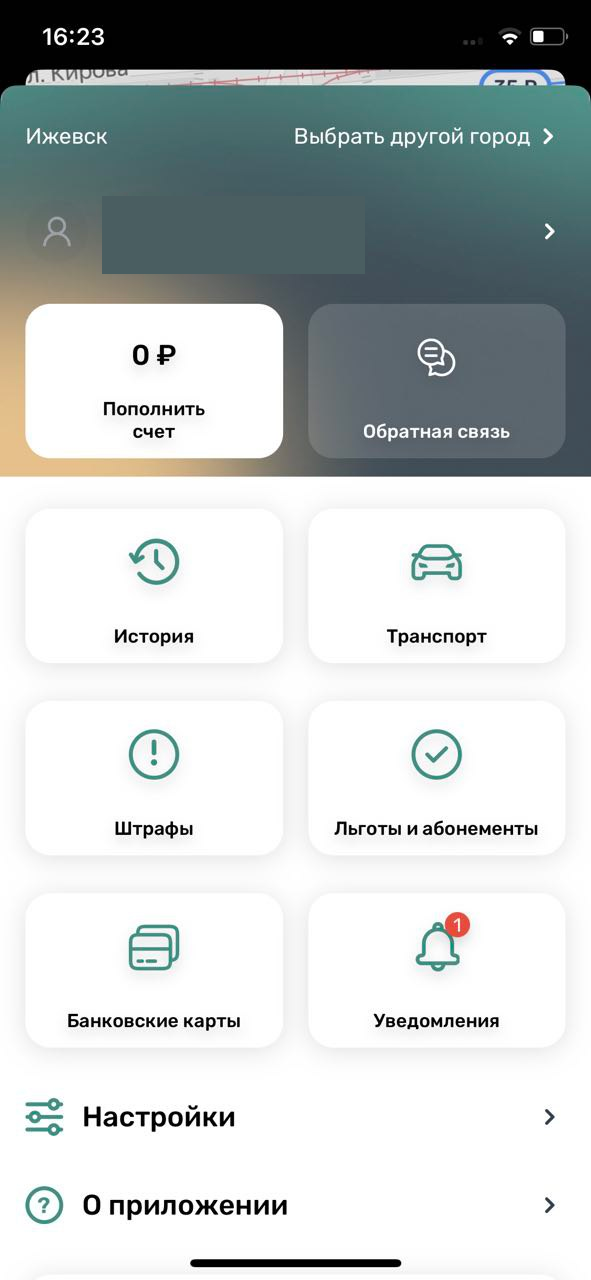 16:23
л. Кирова
Ижевск
Выбрать другой город
0 ₽
Пополнить
счет
Обратная связь
История
Транспорт
!
Штрафы
Льготы и абонементы
Банковские карты
1
Уведомления
Настройки
?
О приложении